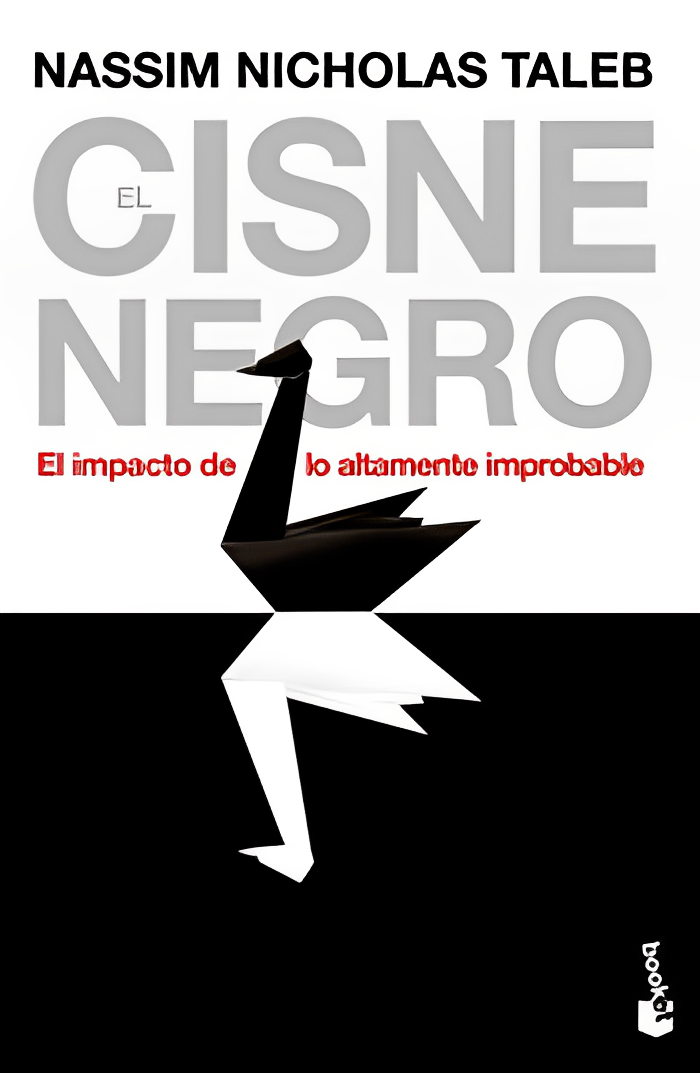 NASSIM NICHOLAS TALEB
EL
CISNE
NEGRO
El impacto de lo altamente improbable
booket